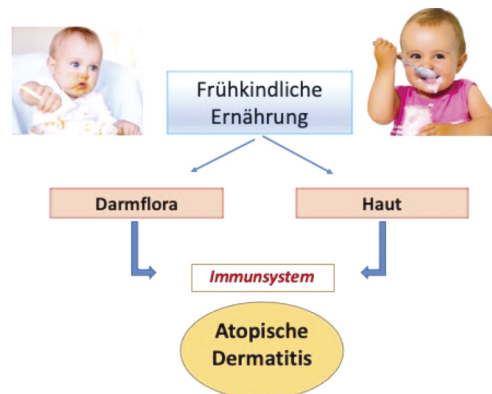 Frühkindliche
Ernährung
Darmflora
Haut
Immunsystem
Atopische
Dermatitis